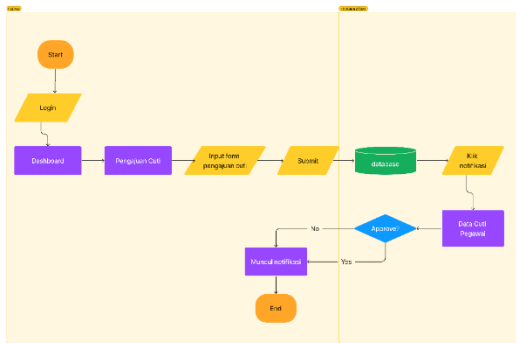 Start
Login
Dashboard
Pengajuan Cuti
Input form
pengajuan cuti
Submit
database
Klik
notifikasi
Data Cuti
Pegawai
Approve?
No
Yes
Muncul notifikasi
End